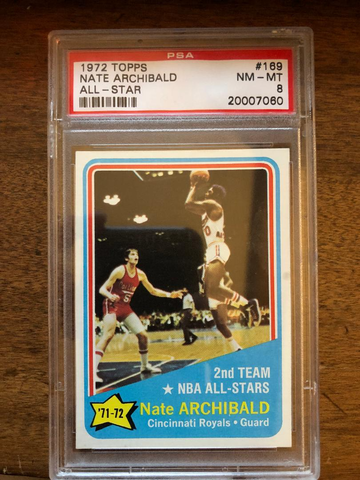 PSA
1972 TOPPS #169
NATE ARCHIBALD NM-MT
ALL-STAR 8
20007060
2nd TEAM
★ NBA ALL-STARS
'71-72
Nate ARCHIBALD
Cincinnati Royals • Guard